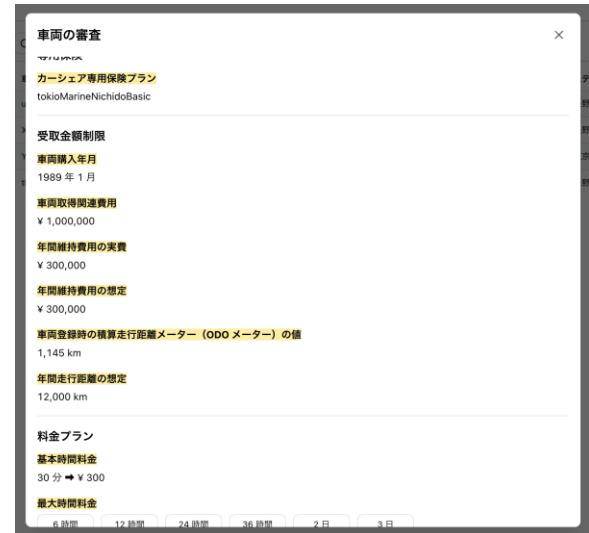 車両の審査
専用保険
カーシェア専用保険プラン
tokioMarineNichidoBasic
受取金額制限
車両購入年月
1989 年 1 月
車両取得関連費用
¥ 1,000,000
年間維持費用の実費
¥ 300,000
年間維持費用の想定
¥ 300,000
車両登録時の積算走行距離メーター（ODO メーター）の値
1,145 km
年間走行距離の想定
12,000 km
料金プラン
基本時間料金
30 分 ➡ ¥ 300
最大時間料金
6 時間 12 時間 24 時間 36 時間 2 日 3 日